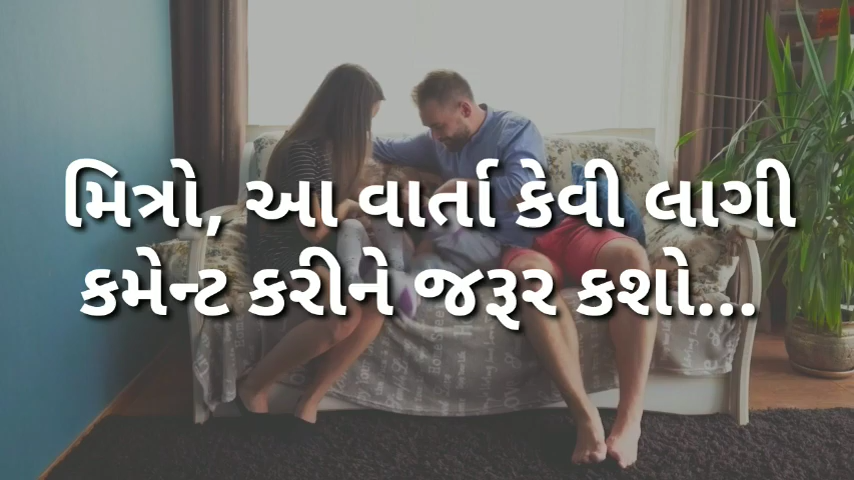 મિત્રો, આ વાર્તા કેવી લાગી
કમેન્ટ કરીને જરૂર કશો...